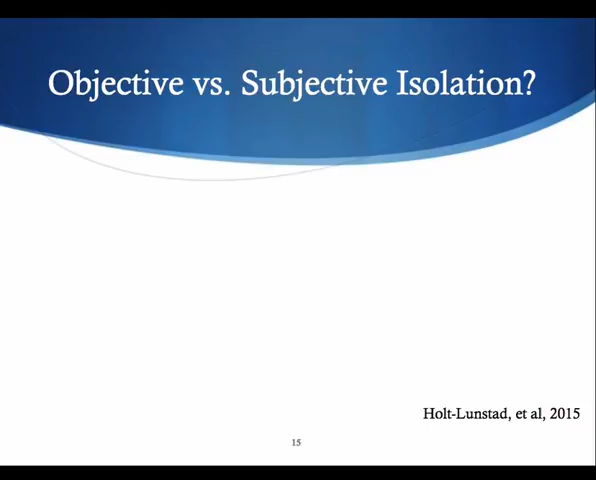 Objective vs. Subjective Isolation?
Holt-Lunstad, et al, 2015
15